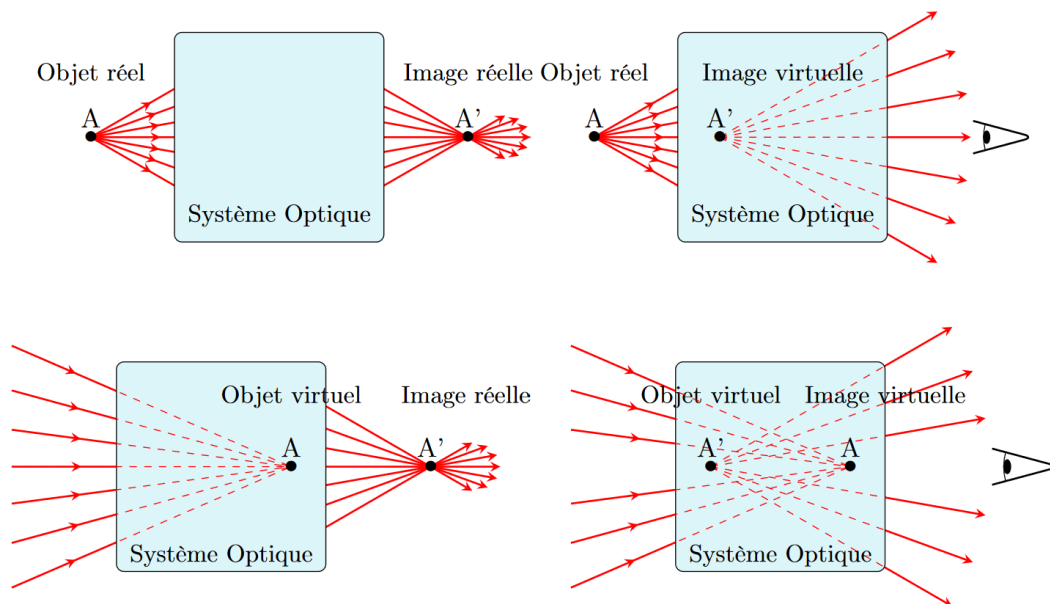 Objet réel
Image réelle
A
A'
Système Optique
Objet réel
Image virtuelle
A
A'
Système Optique
Objet virtuel
Image réelle
A
A'
Système Optique
Objet virtuel
Image virtuelle
A'
A
Système Optique